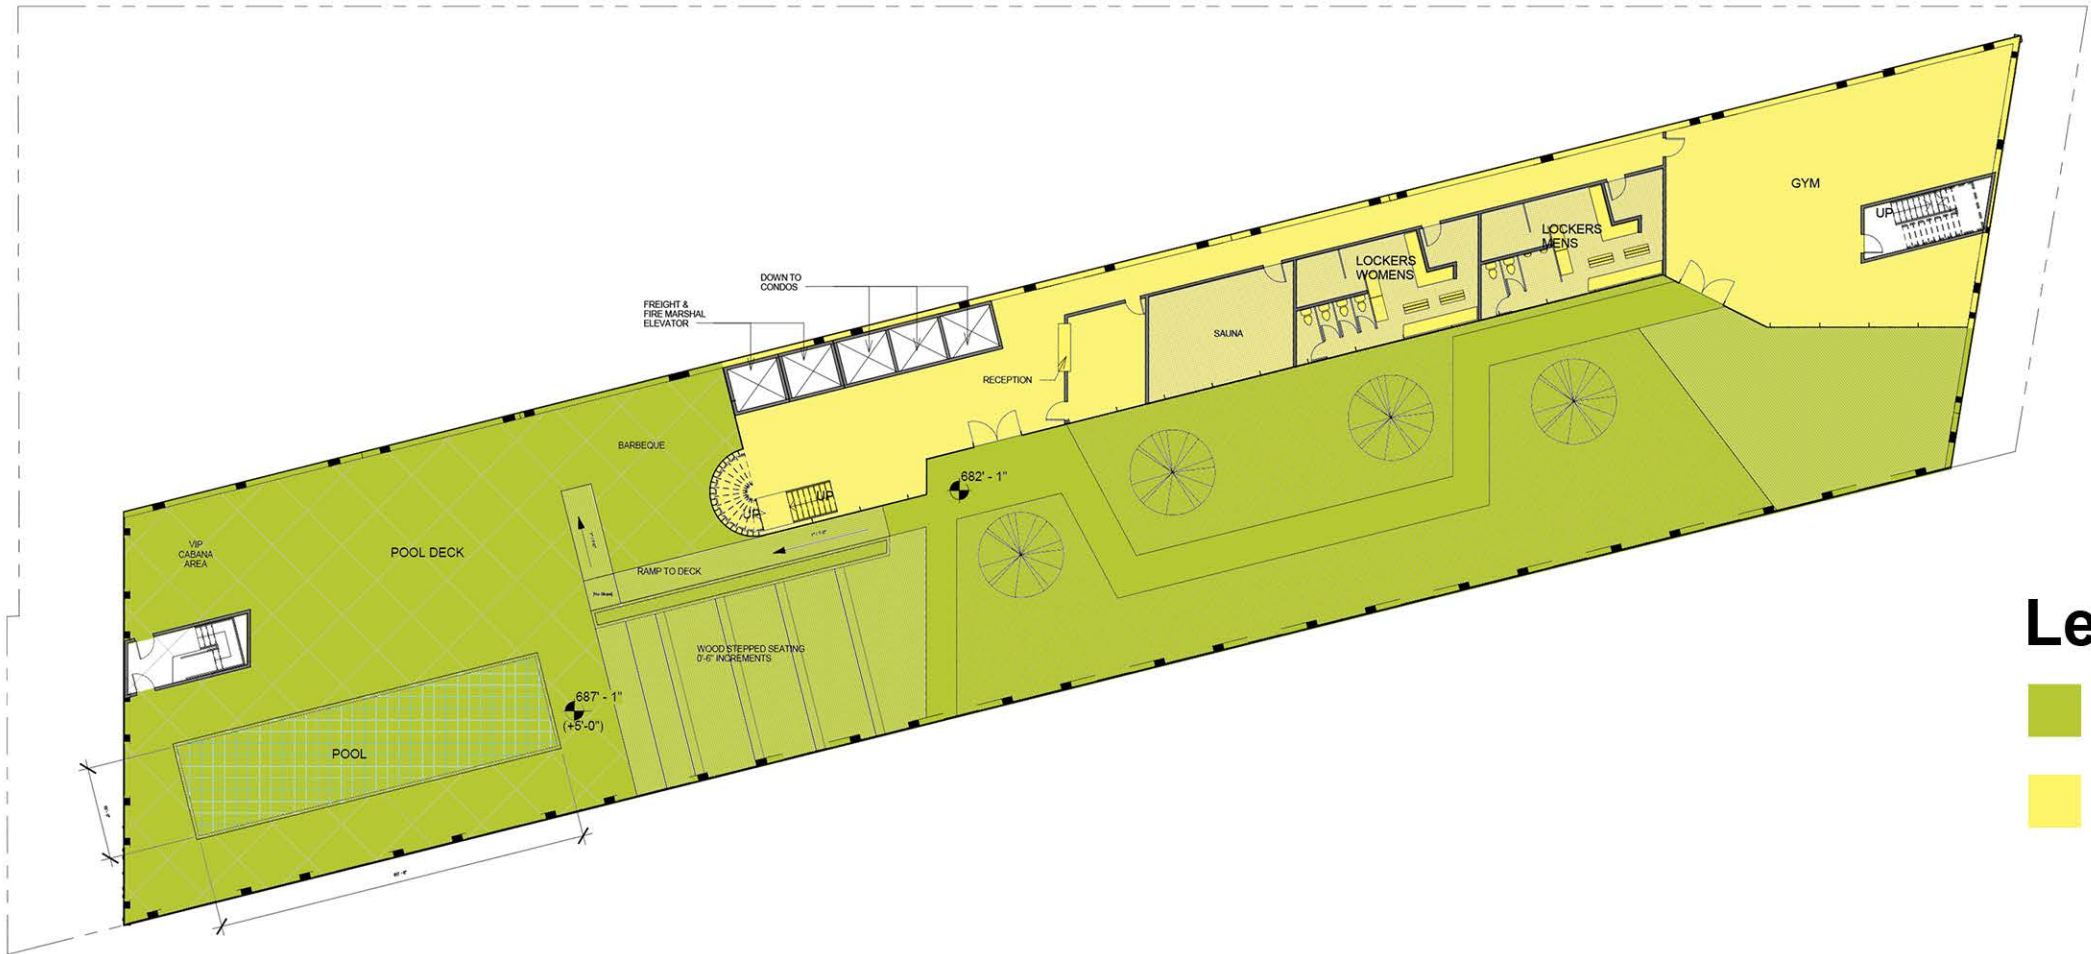 GYM
UP
LOCKERS
MENS
LOCKERS
WOMENS
DOWN TO
CONDOS
FREIGHT &
FIRE MARSHAL
ELEVATOR
SAUNA
RECEPTION
BARBEQUE
682' - 1"
UP
UP
VIP
CABANA
AREA
POOL DECK
RAMP TO DECK
WOOD STEPPED SEATING
0'-6" INCREMENTS
687' - 1"
(+5'-0")
POOL
Le